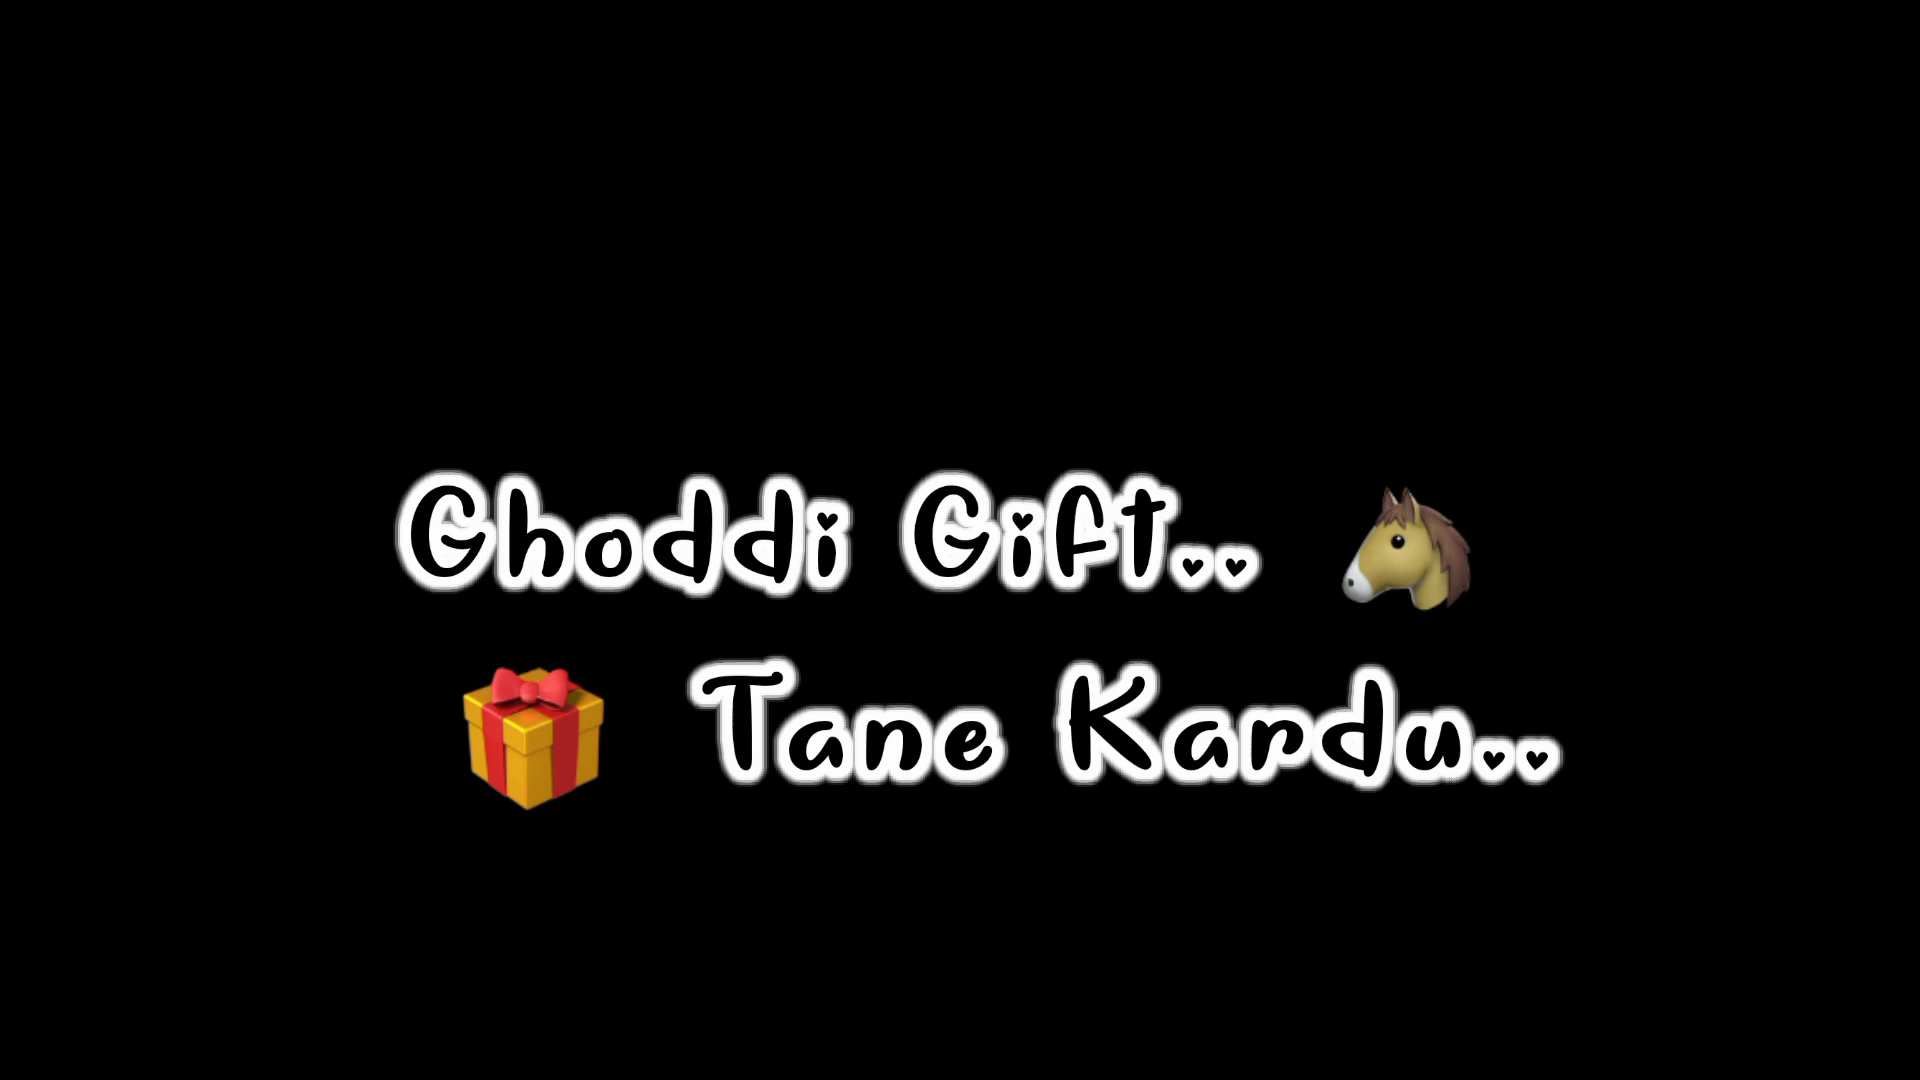 Ghoddi Gift.. 🐴
🎁 Tane Kardu..